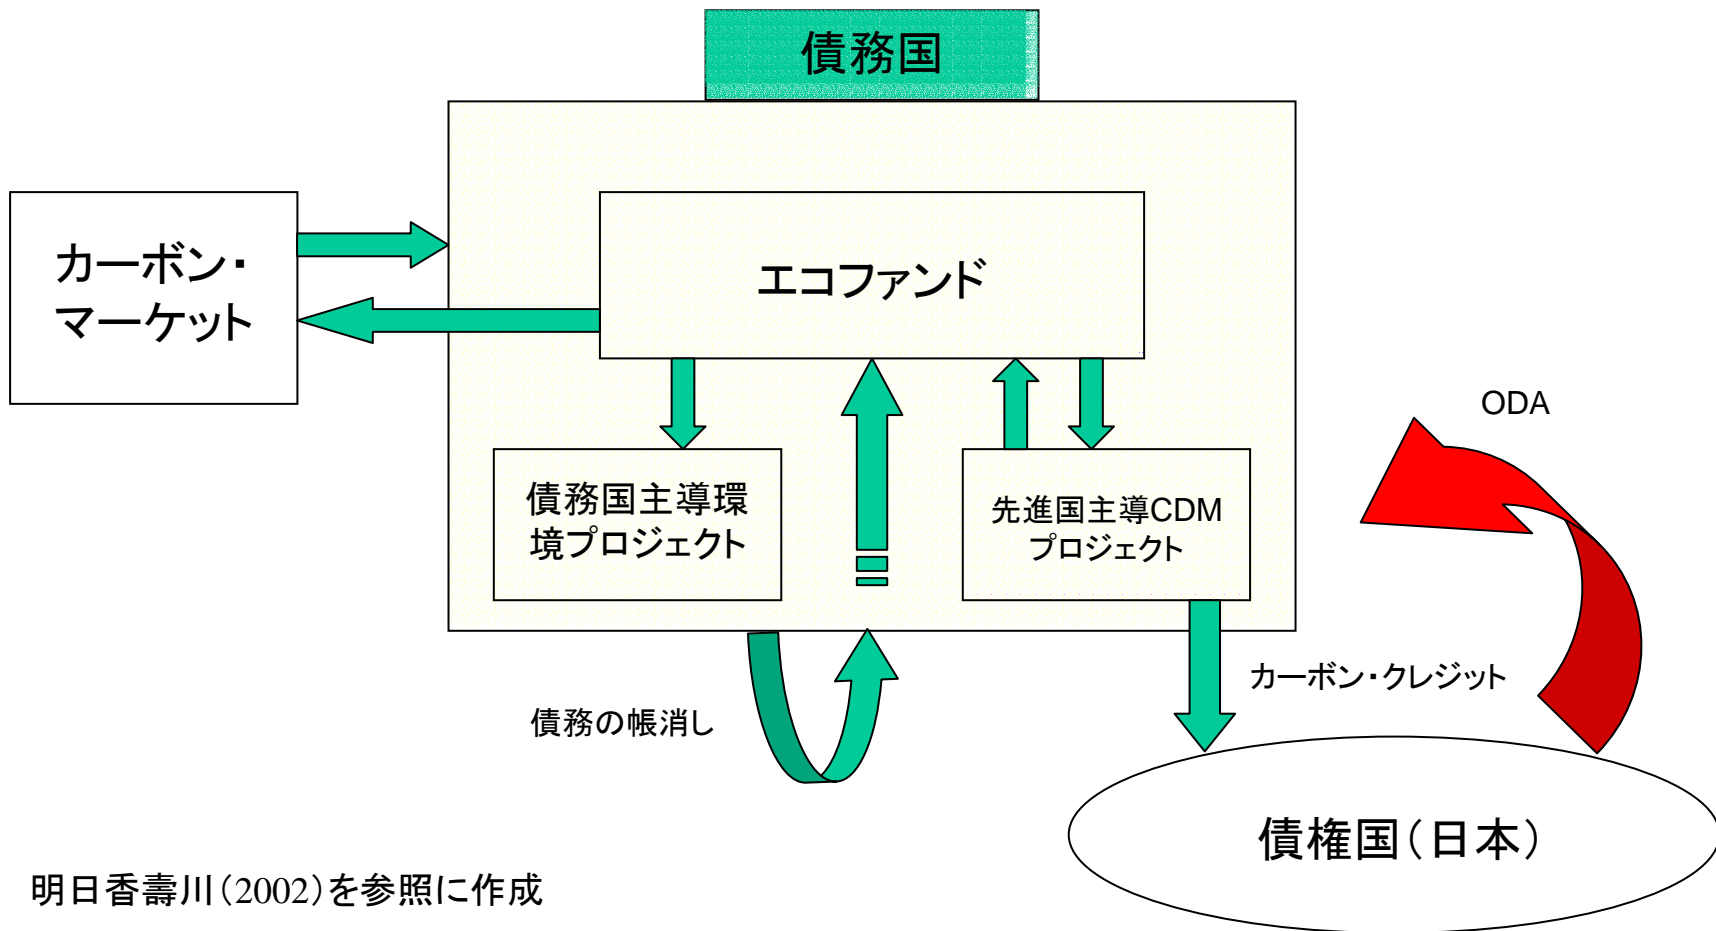 債務国
カーボン・
マーケット
エコファンド
債務国主導環
境プロジェクト
先進国主導CDM
プロジェクト
ODA
カーボン・クレジット
債務の帳消し
債権国(日本)
明日香壽川(2002)を参照に作成